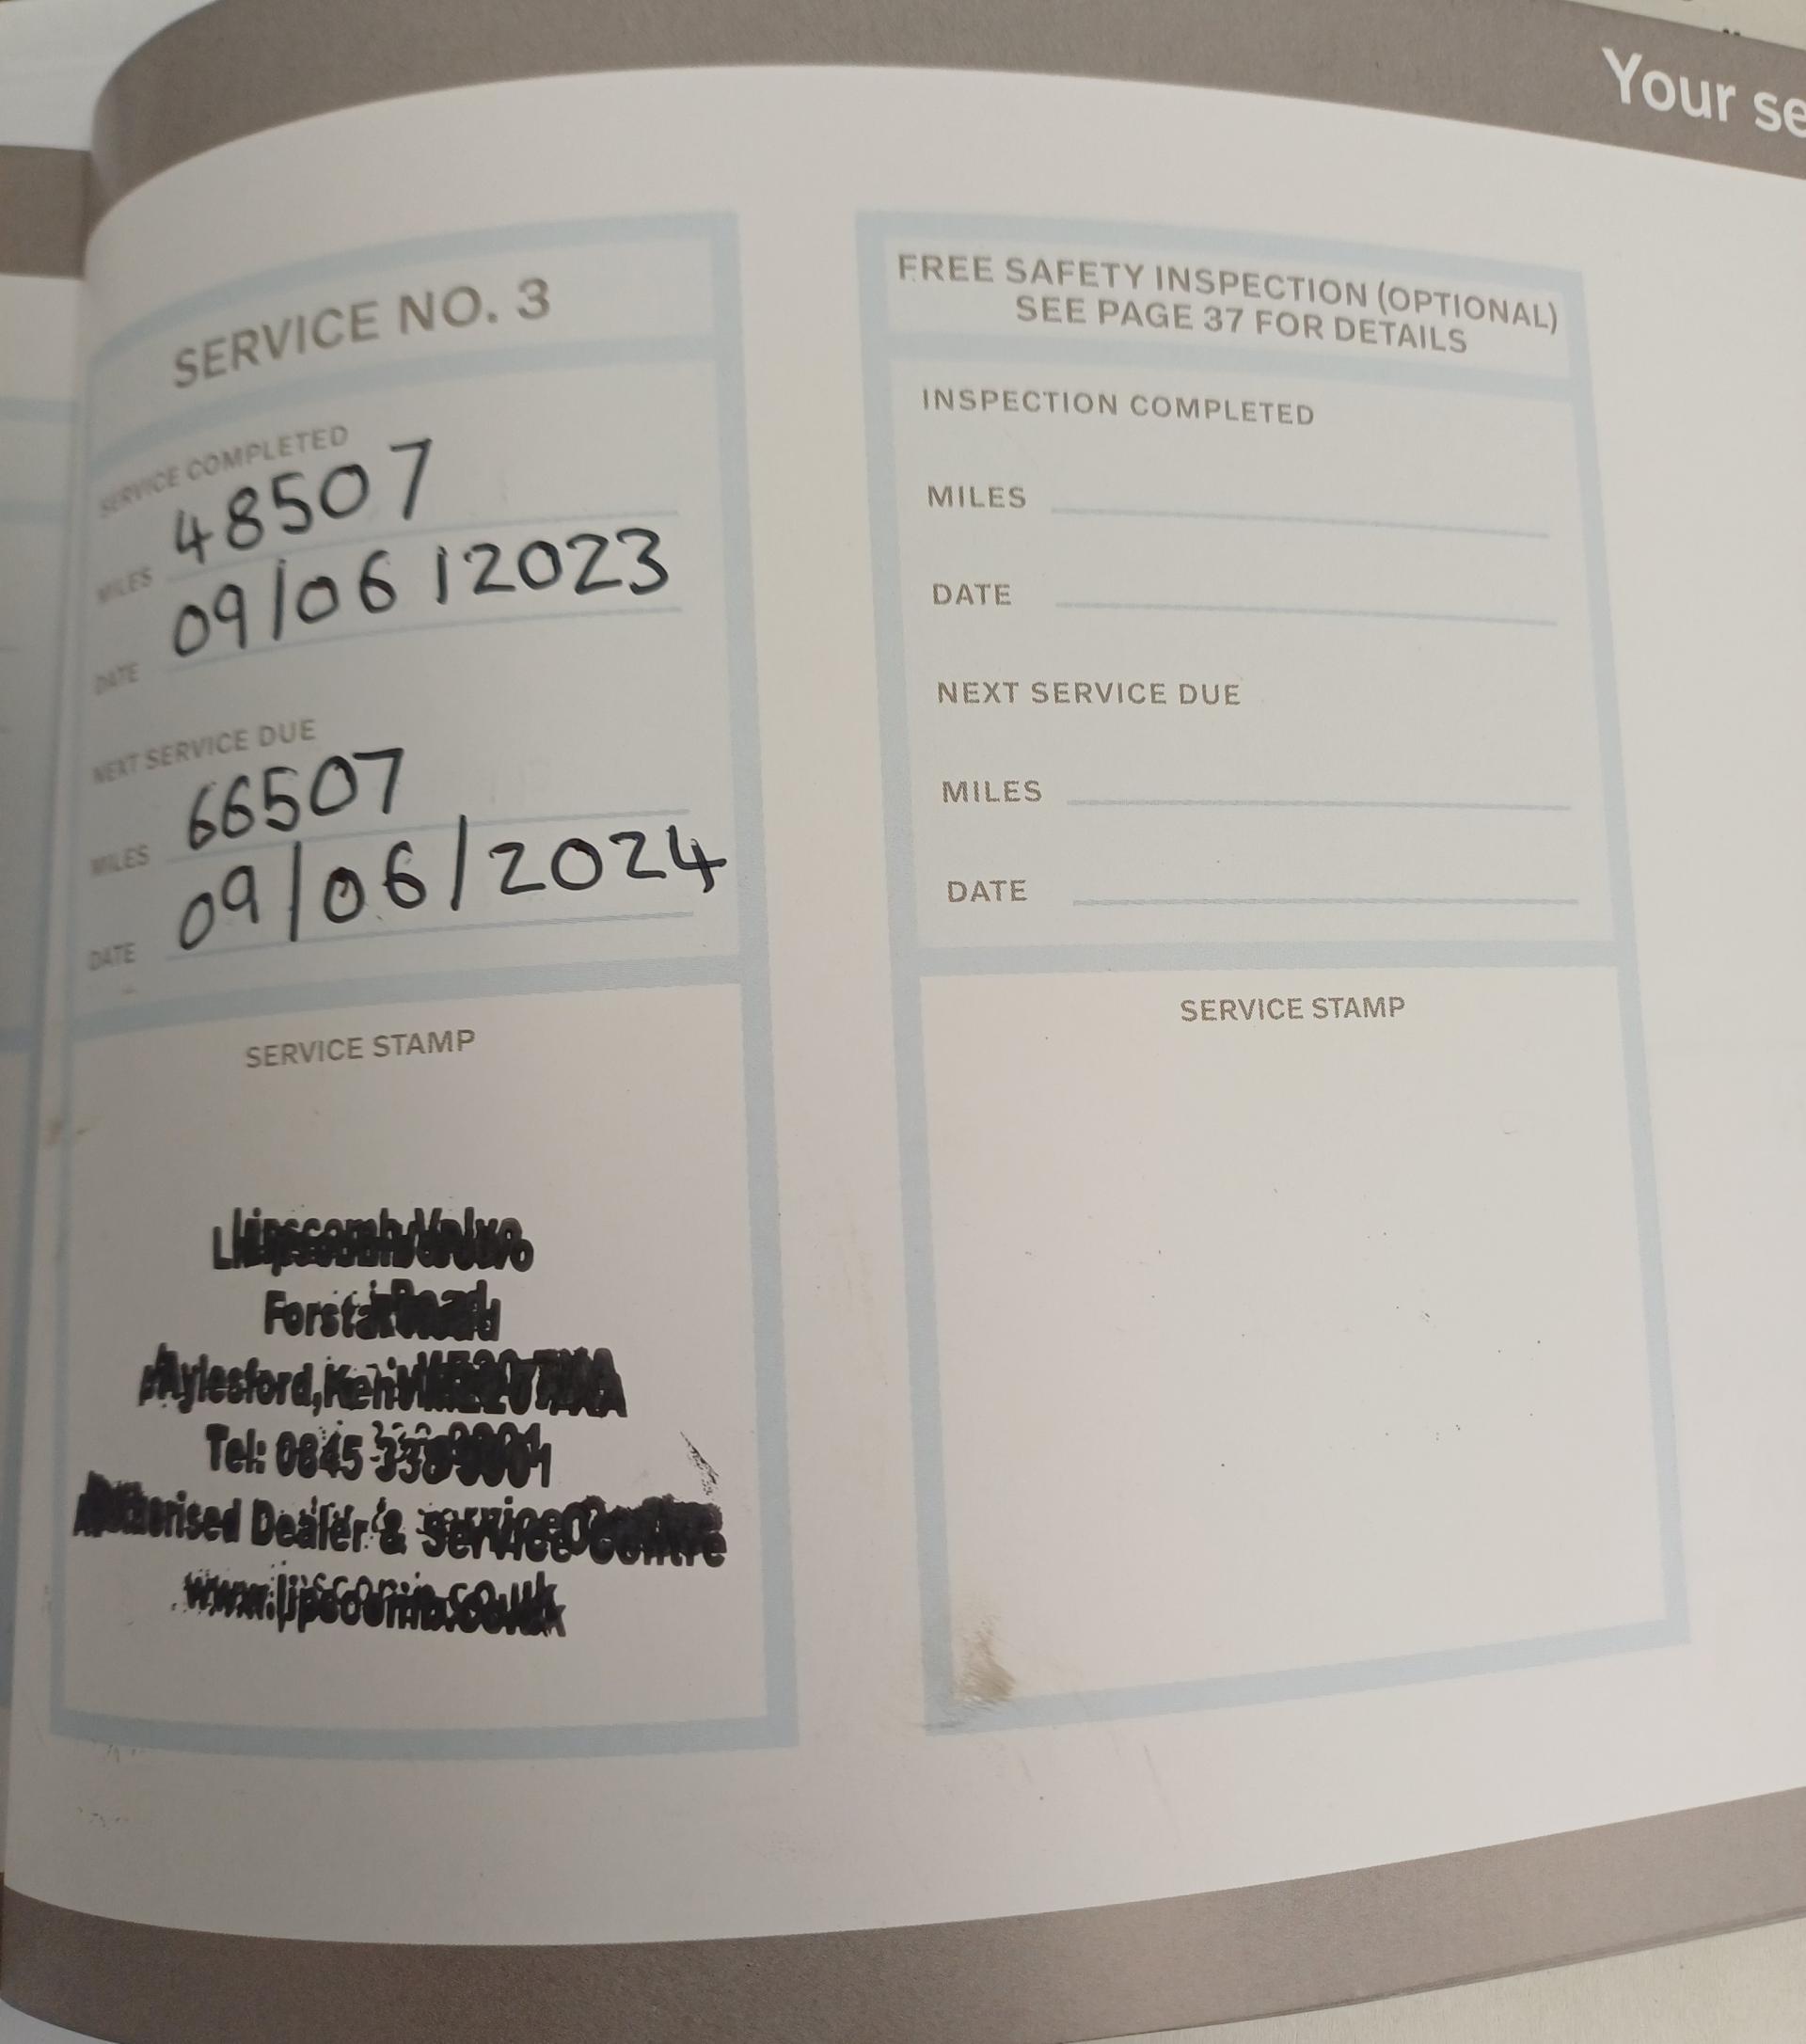 Your se
SERVICE NO. 3
SERVICE COMPLETED
MILES 48507
DATE 09/06/2023
NEXT SERVICE DUE
MILES 66507
DATE 09/06/2024
SERVICE STAMP
Aylesford, Kent
Tel: 0845
Authorised Dealer & Service Centre
FREE SAFETY INSPECTION (OPTIONAL)
SEE PAGE 37 FOR DETAILS
INSPECTION COMPLETED
MILES
DATE
NEXT SERVICE DUE
MILES
DATE
SERVICE STAMP